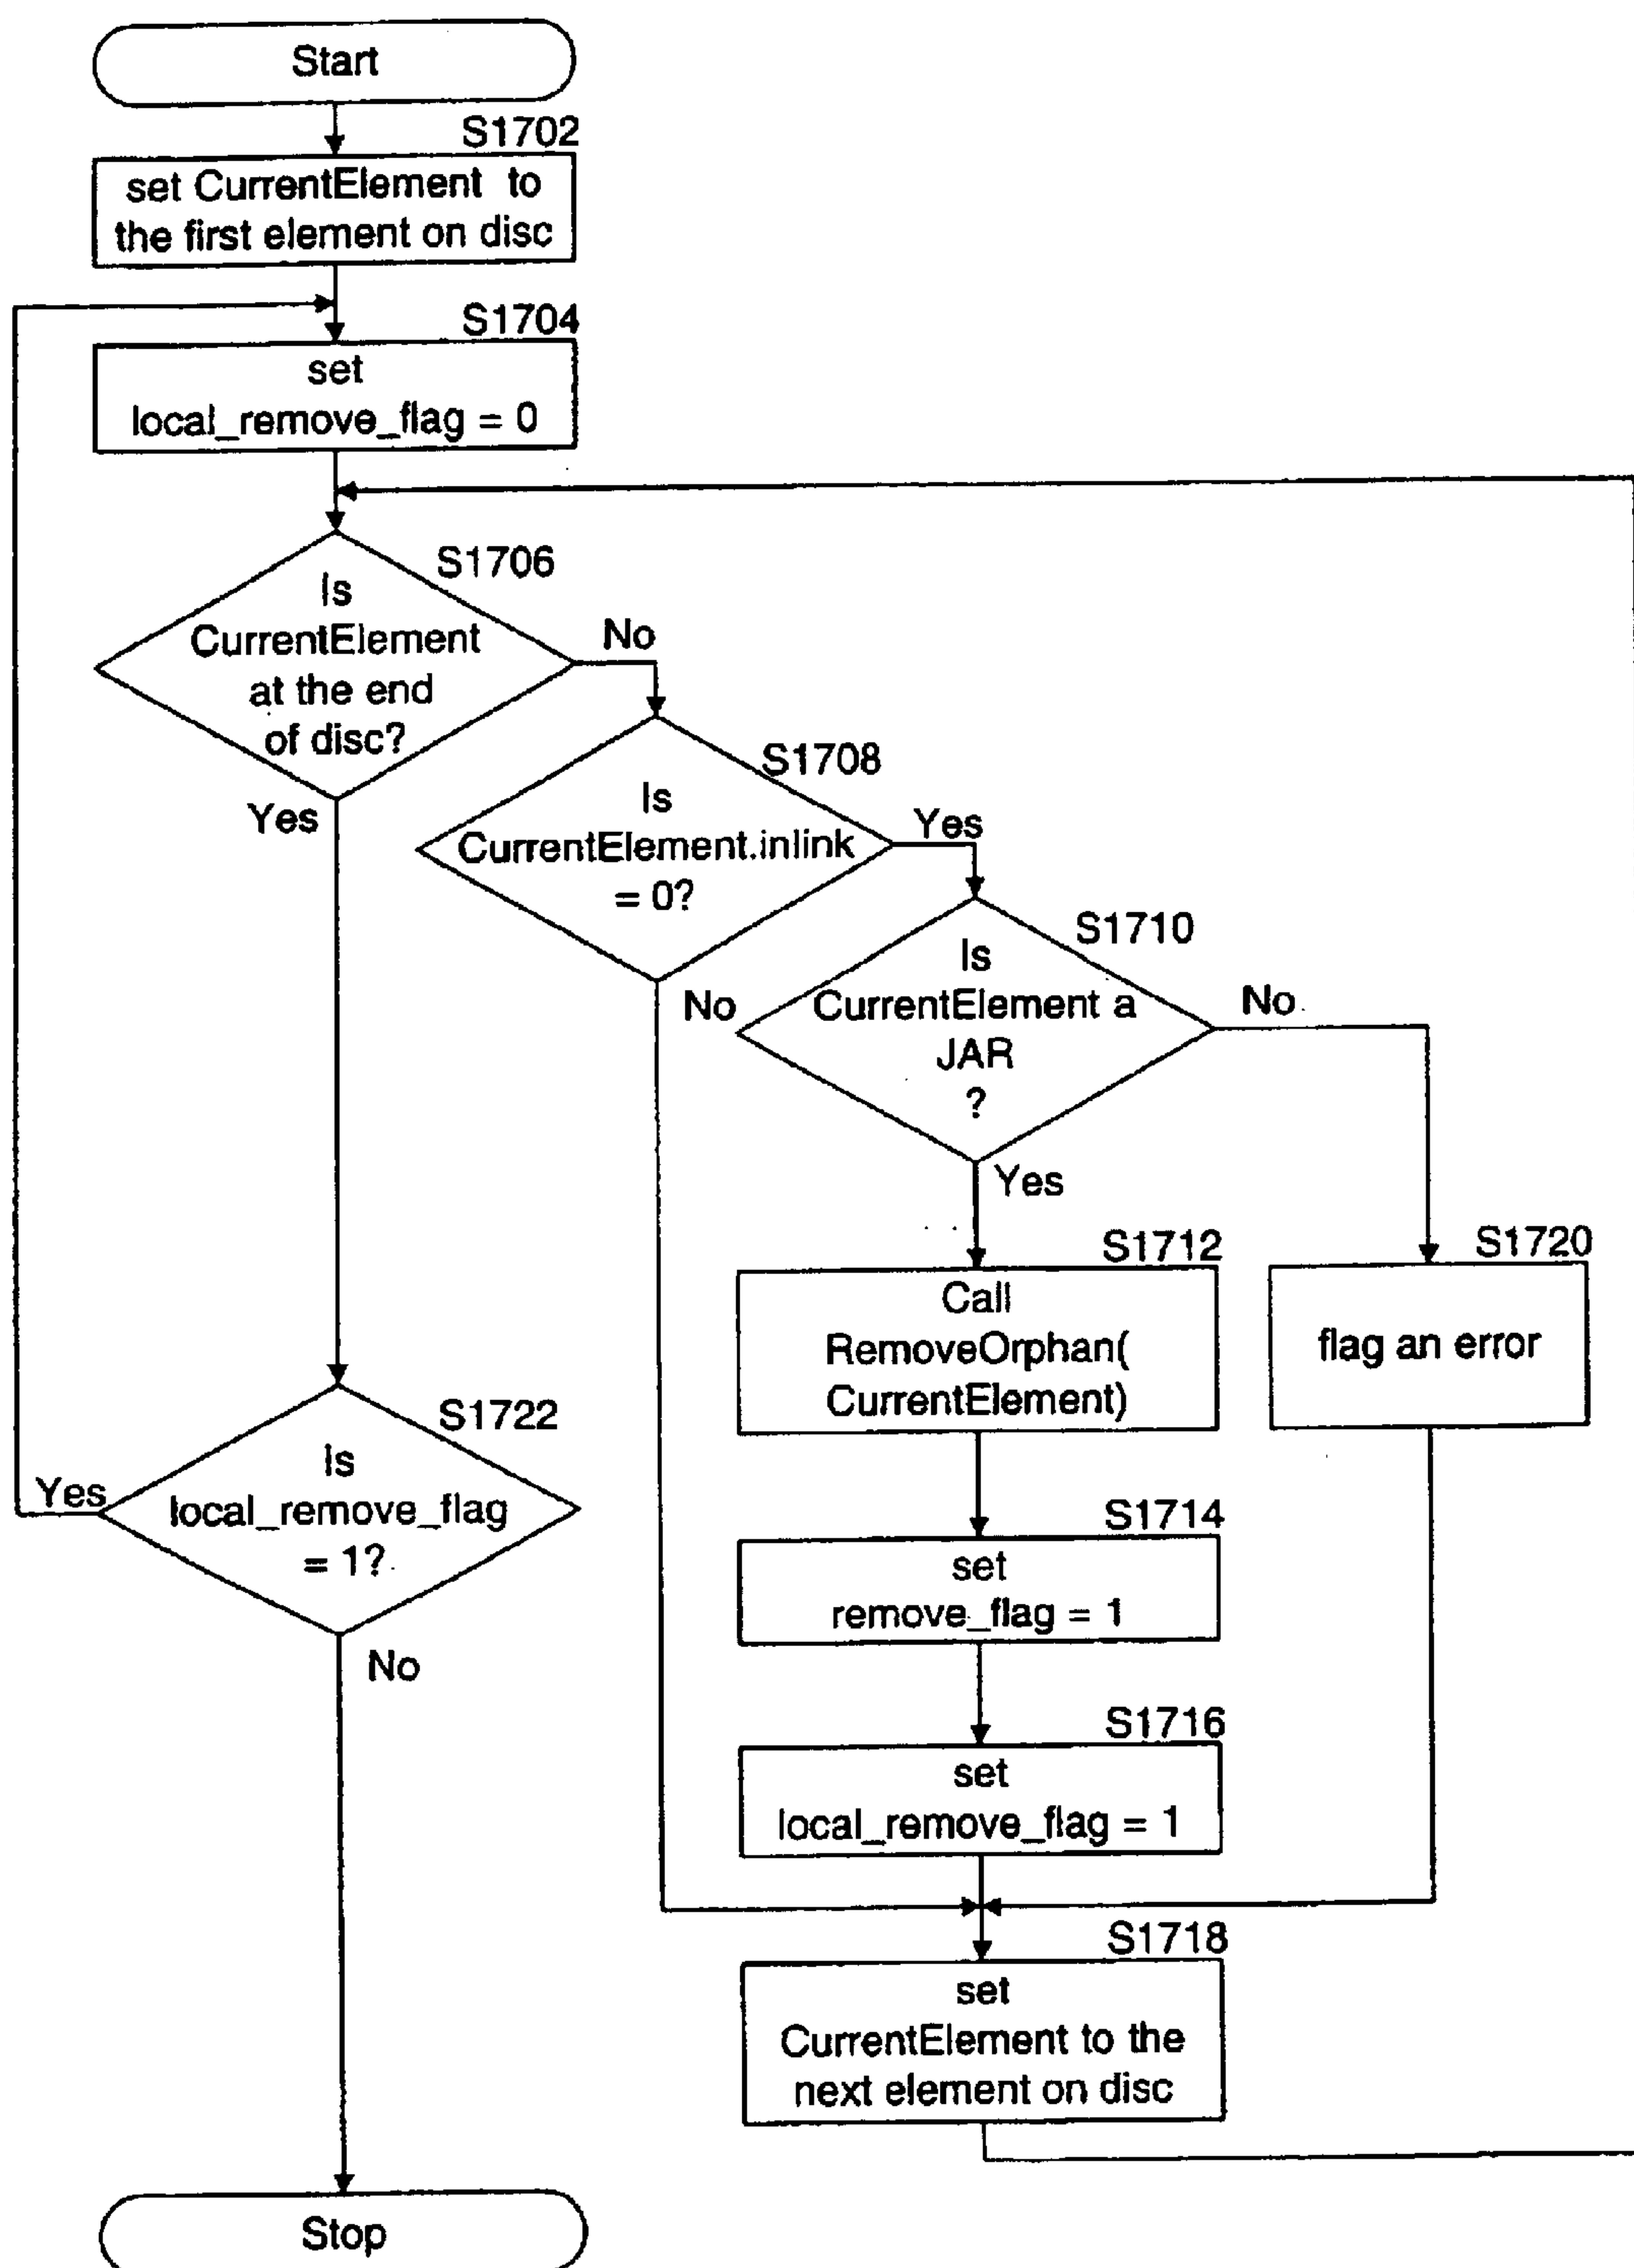 Start
S1702
set CurrentElement to
the first element on disc
S1704
set
local_remove_flag = 0
S1706
Is
CurrentElement
at the end
of disc?
No
Yes
S1708
Is
CurrentElement.inlink
= 0?
Yes
No
S1710
Is
CurrentElement a
JAR
?
No
Yes
S1712
Call
RemoveOrphan(
CurrentElement)
S1720
flag an error
S1722
Is
local_remove_flag
= 1?
Yes
No
S1714
set
remove_flag = 1
S1716
set
local_remove_flag = 1
S1718
set
CurrentElement to the
next element on disc
Stop